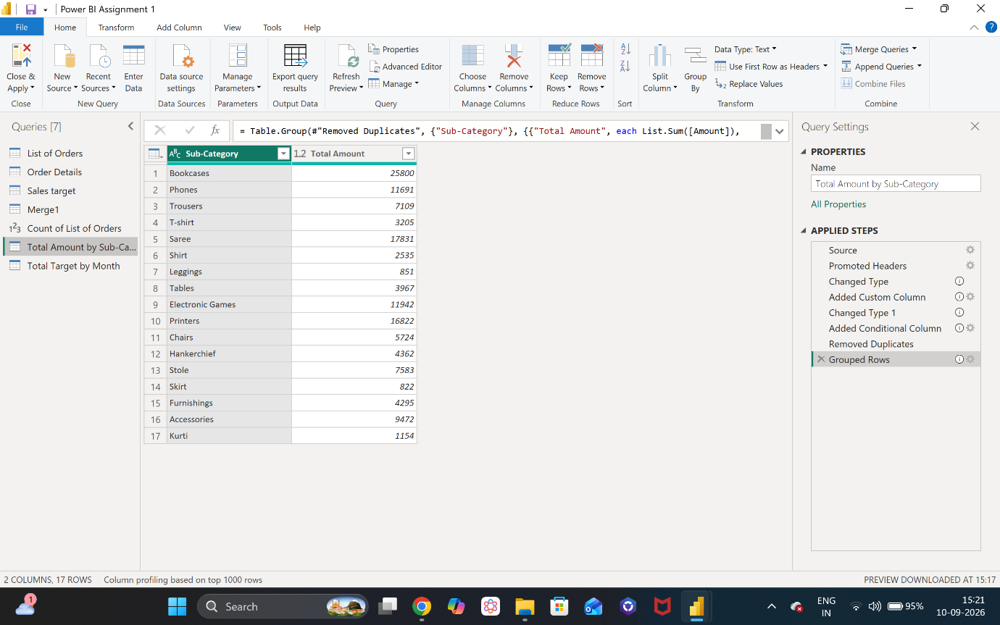 Power BI Assignment 1
File Home Transform Add Column View Tools Help
Close & Apply
New Source
Recent Sources
Enter Data
Data source settings
Manage Parameters
Export query results
Refresh Preview
Properties
Advanced Editor
Manage
Choose Columns
Remove Columns
Keep Rows
Remove Rows
Split Column
Group By
Data Type: Text
Use First Row as Headers
Replace Values
Merge Queries
Append Queries
Combine Files
Close New Query Data Sources Parameters Output Data Query Manage Columns Reduce Rows Sort Transform Combine
Queries [7]
List of Orders
Order Details
Sales target
Merge1
Count of List of Orders
Total Amount by Sub-Ca...
Total Target by Month
= Table.Group(#"Removed Duplicates", {"Sub-Category"}, {{"Total Amount", each List.Sum([Amount]),
Sub-Category 1.2 Total Amount
1 Bookcases 25800
2 Phones 11691
3 Trousers 7109
4 T-shirt 3205
5 Saree 17831
6 Shirt 2535
7 Leggings 851
8 Tables 3967
9 Electronic Games 11942
10 Printers 16822
11 Chairs 5724
12 Hankerchief 4362
13 Stole 7583
14 Skirt 822
15 Furnishings 4295
16 Accessories 9472
17 Kurti 1154
Query Settings
PROPERTIES
Name
Total Amount by Sub-Category
All Properties
APPLIED STEPS
Source
Promoted Headers
Changed Type
Added Custom Column
Changed Type 1
Added Conditional Column
Removed Duplicates
Grouped Rows
2 COLUMNS, 17 ROWS Column profiling based on top 1000 rows
PREVIEW DOWNLOADED AT 15:17
1
Search
ENG
IN
95%
15:21
10-09-2026